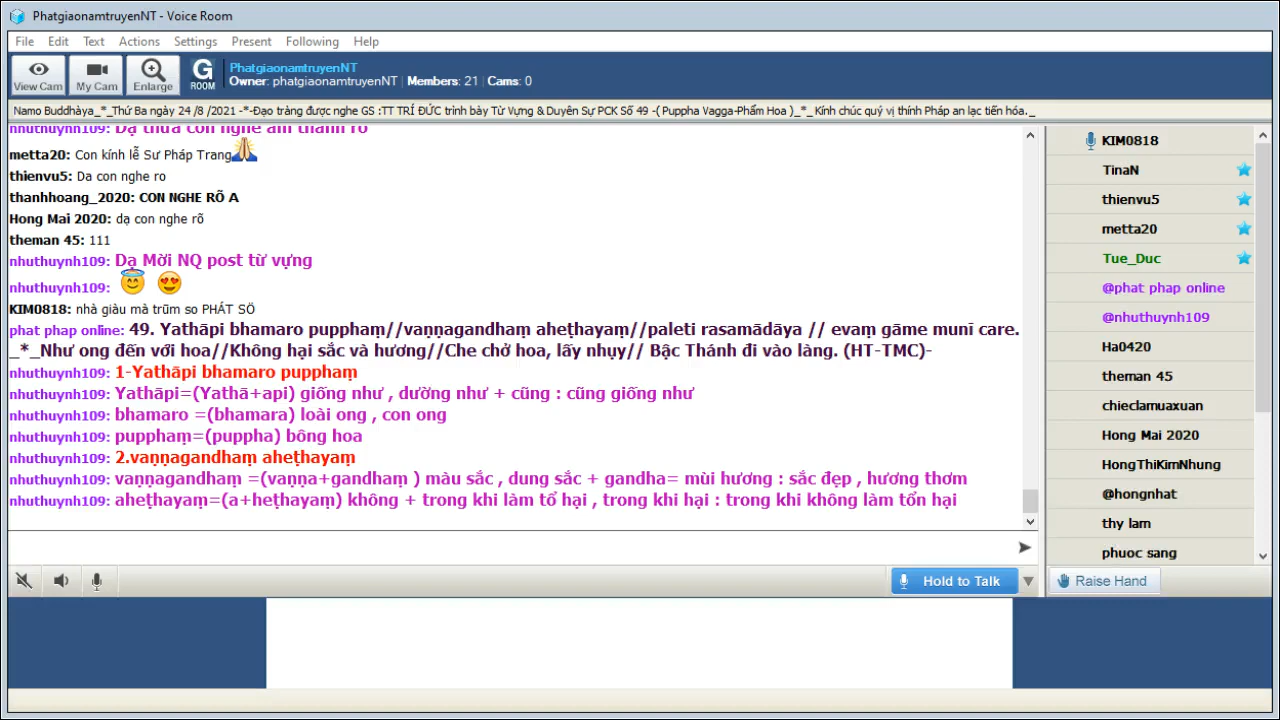 PhatgiaonamtruyenNT - Voice Room
File Edit Text Actions Settings Present Following Help
View Cam My Cam Enlarge G ROOM
PhatgiaonamtruyenNT
Owner: phatgiaonamtruyenNT | Members: 21 | Cams: 0
Namo Buddhàya_*_Thứ Ba ngày 24 /8 /2021 -*-Đạo tràng được nghe GS :TT TRÍ ĐỨC trình bày Từ Vựng & Duyên Sự PCK Số 49 -( Puppha Vagga-Phẩm Hoa )_*_Kính chúc quý vị thính Pháp an lạc tiến hóa._
nhuthuynh109: Dạ thưa con nghe âm thanh rõ
metta20: Con kính lễ Sư Pháp Trang
thienvu5: Da con nghe ro
thanhhoang_2020: CON NGHE RÕ A
Hong Mai 2020: dạ con nghe rõ
theman 45: 111
nhuthuynh109: Dạ Mời NQ post từ vựng
nhuthuynh109:
KIM0818: nhà giàu mà trũm so PHÁT SÖ
phat phap online: 49. Yathāpi bhamaro pupphaṃ//vaṇṇagandhaṃ aheṭhayaṃ//paleti rasamādāya // evaṃ gāme munī care.
_*_Như ong đến với hoa//Không hại sắc và hương//Che chở hoa, lấy nhụy// Bậc Thánh đi vào làng. (HT-TMC)-
nhuthuynh109: 1-Yathāpi bhamaro pupphaṃ
nhuthuynh109: Yathāpi=(Yathā+api) giống như , dường như + cũng : cũng giống như
nhuthuynh109: bhamaro =(bhamara) loài ong , con ong
nhuthuynh109: pupphaṃ=(puppha) bông hoa
nhuthuynh109: 2.vaṇṇagandhaṃ aheṭhayaṃ
nhuthuynh109: vaṇṇagandhaṃ =(vaṇṇa+gandhaṃ ) màu sắc , dung sắc + gandha= mùi hương : sắc đẹp , hương thơm
nhuthuynh109: aheṭhayaṃ=(a+heṭhayaṃ) không + trong khi làm tổ hại , trong khi hại : trong khi không làm tổn hại
Hold to Talk
KIM0818
TinaN
thienvu5
metta20
Tue_Duc
@phat phap online
@nhuthuynh109
Ha0420
theman 45
chieclamuaxuan
Hong Mai 2020
HongThiKimNhung
@hongnhat
thy lam
phuoc sang
Raise Hand